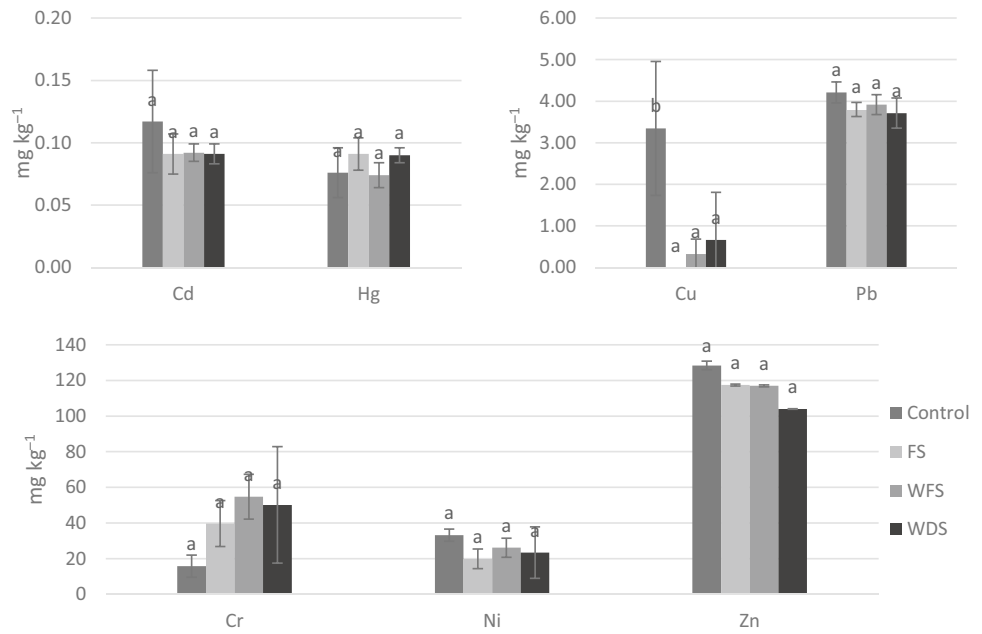 0.20
0.15
0.10
0.05
0.00
mg kg⁻¹
a
a
a
a
a
a
a
a
Cd
Hg
6.00
5.00
4.00
3.00
2.00
1.00
0.00
mg kg⁻¹
b
a
a
a
a
a
a
a
Cu
Pb
140
120
100
80
60
40
20
0
mg kg⁻¹
a
a
a
a
a
a
a
a
a
a
a
a
Cr
Ni
Zn
Control
FS
WFS
WDS